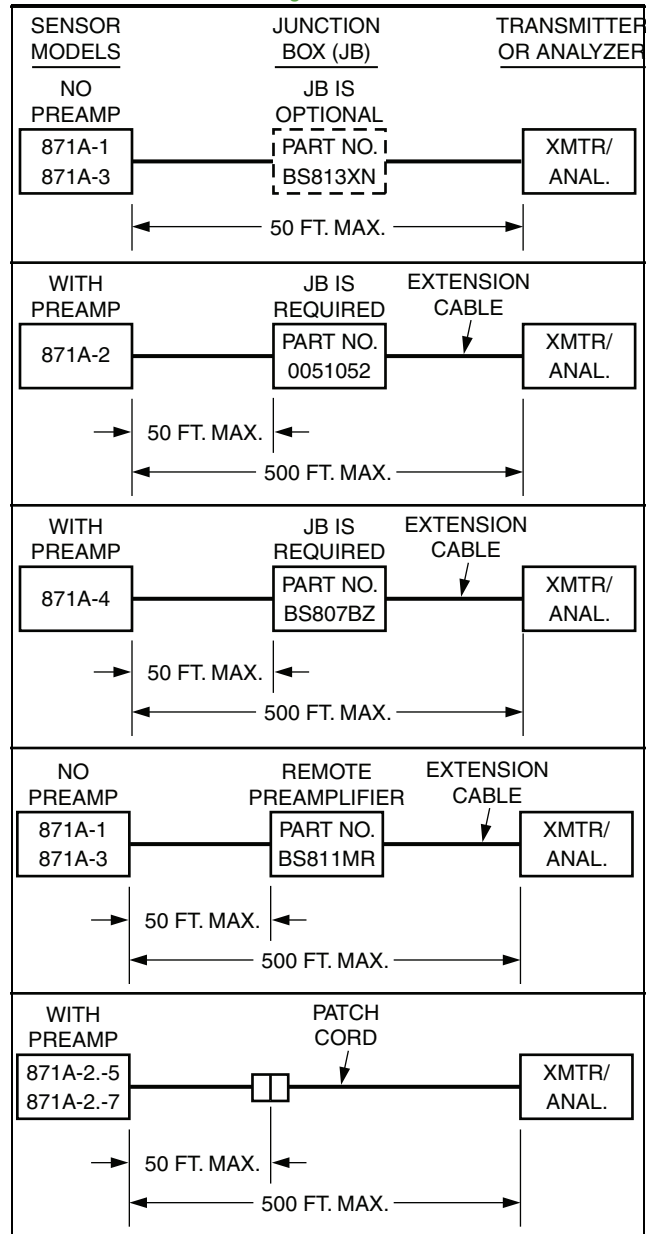 SENSOR MODELS
JUNCTION BOX (JB)
TRANSMITTER OR ANALYZER
NO PREAMP
JB IS OPTIONAL
871A-1
871A-3
PART NO.
BS813XN
XMTR/
ANAL.
50 FT. MAX.
WITH PREAMP
JB IS REQUIRED
EXTENSION CABLE
871A-2
PART NO.
0051052
XMTR/
ANAL.
50 FT. MAX.
500 FT. MAX.
WITH PREAMP
JB IS REQUIRED
EXTENSION CABLE
871A-4
PART NO.
BS807BZ
XMTR/
ANAL.
50 FT. MAX.
500 FT. MAX.
NO PREAMP
REMOTE PREAMPLIFIER
EXTENSION CABLE
871A-1
871A-3
PART NO.
BS811MR
XMTR/
ANAL.
50 FT. MAX.
500 FT. MAX.
WITH PREAMP
PATCH CORD
871A-2.-5
871A-2.-7
XMTR/
ANAL.
50 FT. MAX.
500 FT. MAX.